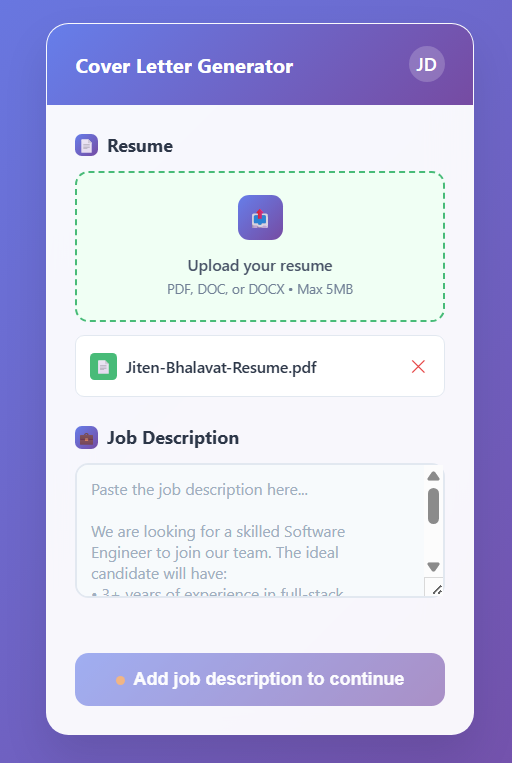 Cover Letter Generator
JD
Resume
Upload your resume
PDF, DOC, or DOCX • Max 5MB
Jiten-Bhalavat-Resume.pdf
Job Description
Paste the job description here...
We are looking for a skilled Software
Engineer to join our team. The ideal
candidate will have:
• 3+ years of experience in full-stack
Add job description to continue